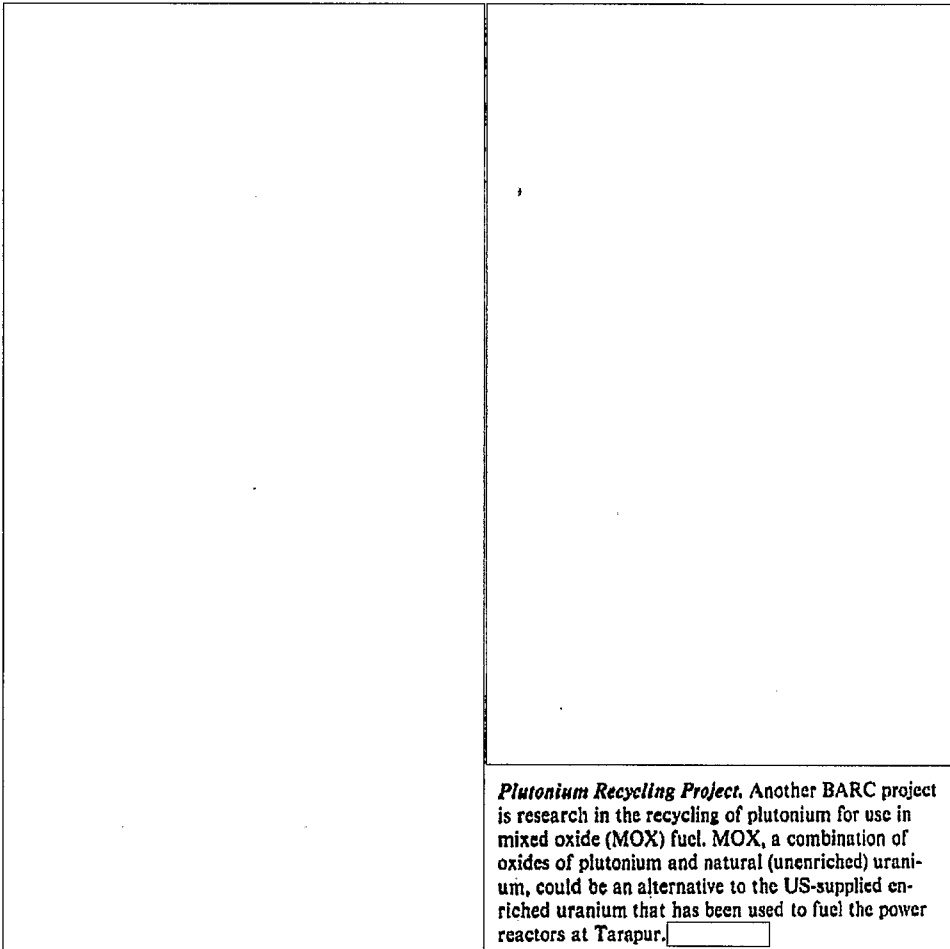 Plutonium Recycling Project. Another BARC project
is research in the recycling of plutonium for use in
mixed oxide (MOX) fuel. MOX, a combination of
oxides of plutonium and natural (unenriched) urani-
um, could be an alternative to the US-supplied en-
riched uranium that has been used to fuel the power
reactors at Tarapur.